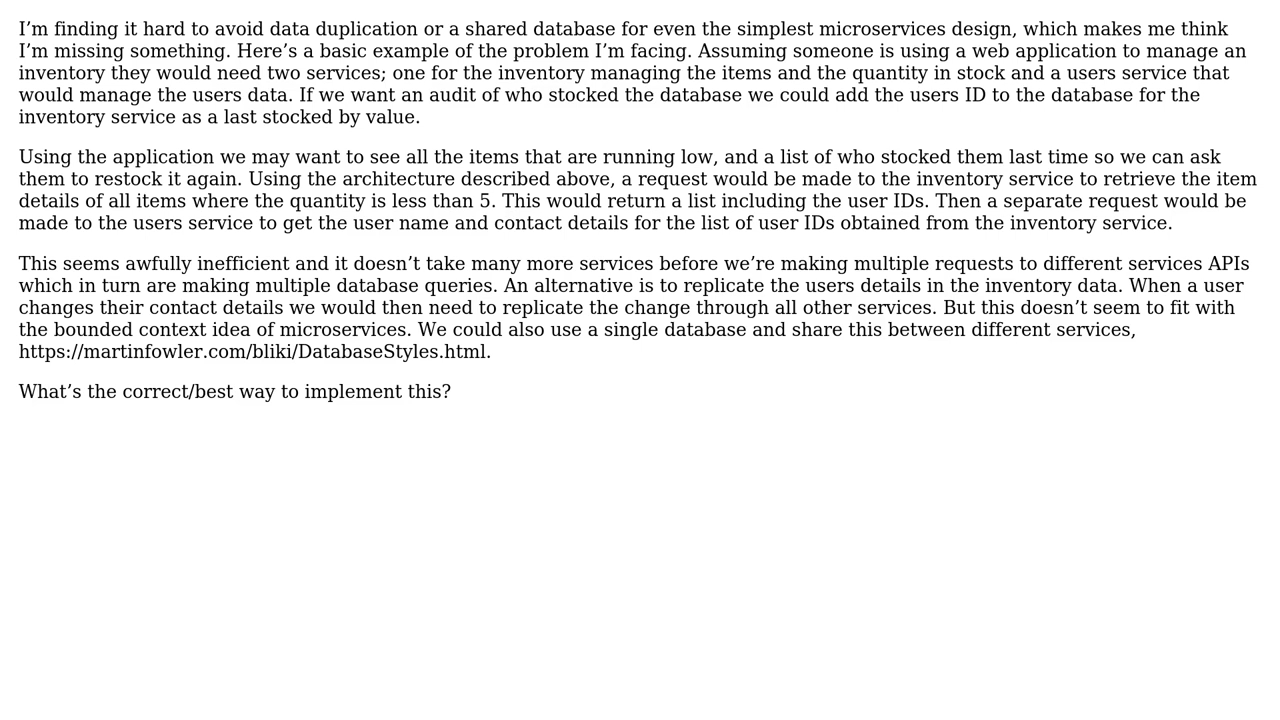 I’m finding it hard to avoid data duplication or a shared database for even the simplest microservices design, which makes me think
I’m missing something. Here’s a basic example of the problem I’m facing. Assuming someone is using a web application to manage an
inventory they would need two services; one for the inventory managing the items and the quantity in stock and a users service that
would manage the users data. If we want an audit of who stocked the database we could add the users ID to the database for the
inventory service as a last stocked by value.
Using the application we may want to see all the items that are running low, and a list of who stocked them last time so we can ask
them to restock it again. Using the architecture described above, a request would be made to the inventory service to retrieve the item
details of all items where the quantity is less than 5. This would return a list including the user IDs. Then a separate request would be
made to the users service to get the user name and contact details for the list of user IDs obtained from the inventory service.
This seems awfully inefficient and it doesn’t take many more services before we’re making multiple requests to different services APIs
which in turn are making multiple database queries. An alternative is to replicate the users details in the inventory data. When a user
changes their contact details we would then need to replicate the change through all other services. But this doesn’t seem to fit with
the bounded context idea of microservices. We could also use a single database and share this between different services,
https://martinfowler.com/bliki/DatabaseStyles.html.
What’s the correct/best way to implement this?